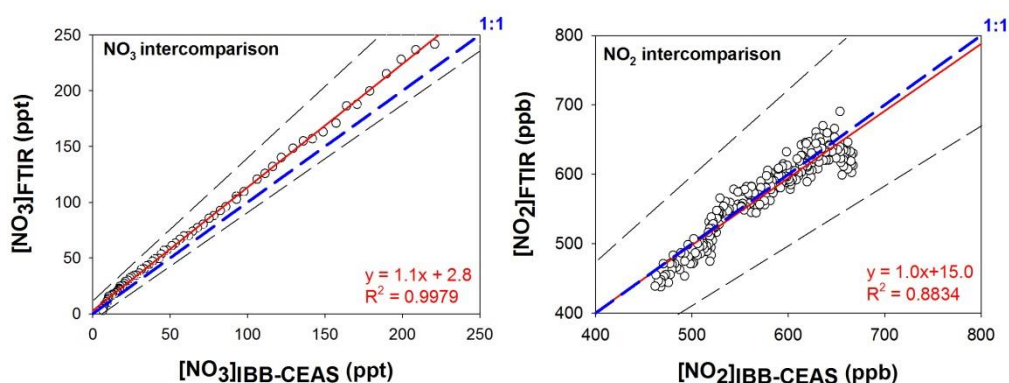 NO3 intercomparison
1:1
[NO3]FTIR (ppt)
250
200
150
100
50
0
y = 1.1x + 2.8
R2 = 0.9979
0 50 100 150 200 250
[NO3]IBB-CEAS (ppt)
NO2 intercomparison
1:1
[NO2]FTIR (ppb)
800
700
600
500
400
y = 1.0x+15.0
R2 = 0.8834
400 500 600 700 800
[NO2]IBB-CEAS (ppb)